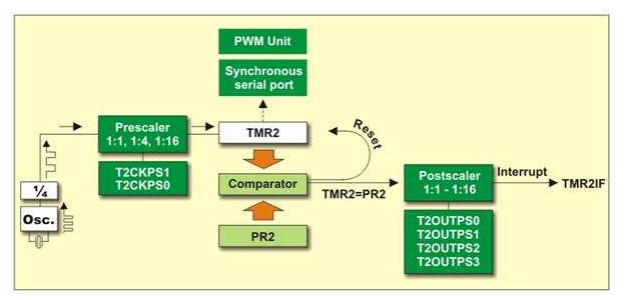 PWM Unit
Synchronous
serial port
Prescaler
1:1, 1:4, 1:16
TMR2
Reset
T2CKPS1
T2CKPS0
Comparator
TMR2=PR2
Postscaler
1:1 - 1:16
Interrupt
TMR2IF
¼
Osc.
PR2
T2OUTPS0
T2OUTPS1
T2OUTPS2
T2OUTPS3